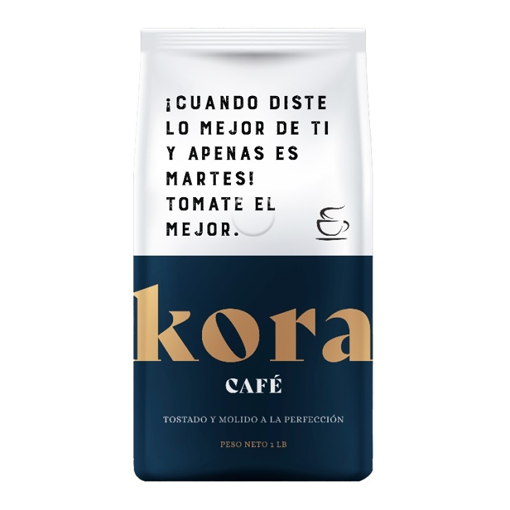 ¡CUANDO DISTE
LO MEJOR DE TI
Y APENAS ES
MARTES!
TOMATE EL
MEJOR.
kora
CAFÉ
TOSTADO Y MOLIDO A LA PERFECCIÓN
PESO NETO 1 LB